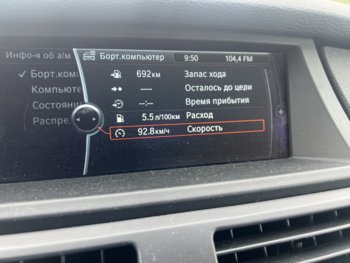 Инфо-я об а/м
Борт.компьютер 9:50 104,4 FM
✓ Борт.ком
692км Запас хода
Компьюте
---- Осталось до цели
Состояни
--:-- Время прибытия
Распре
5.5 л/100км Расход
92.8км/ч Скорость